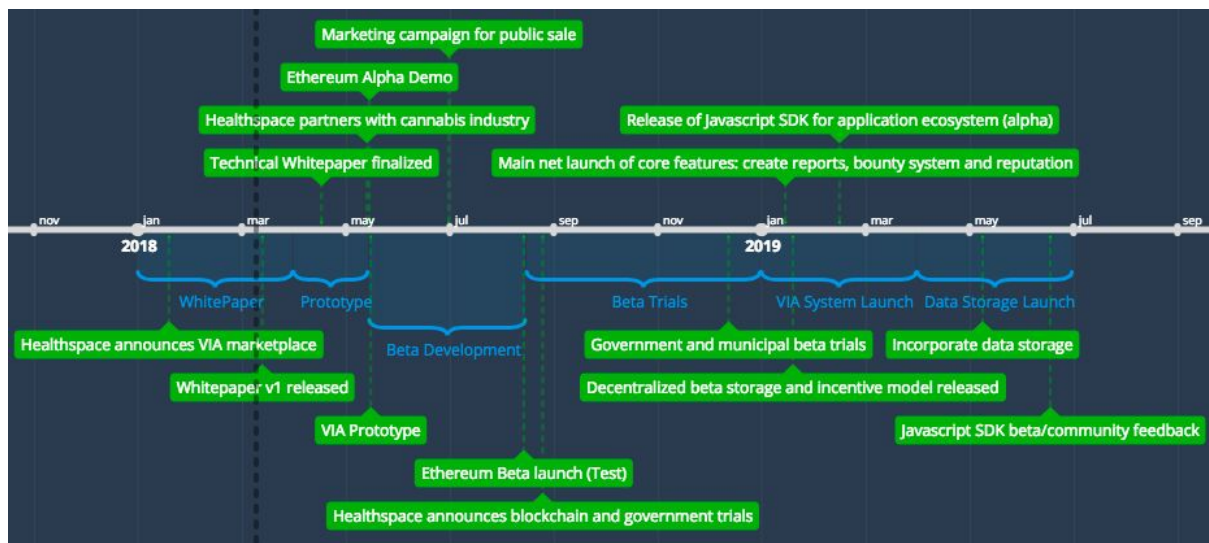 Marketing campaign for public sale
Ethereum Alpha Demo
Healthspace partners with cannabis industry
Release of Javascript SDK for application ecosystem (alpha)
Technical Whitepaper finalized
Main net launch of core features: create reports, bounty system and reputation
nov jan mar may jul sep nov jan mar may jul sep
2018 2019
WhitePaper Prototype Beta Trials VIA System Launch Data Storage Launch
Healthspace announces VIA marketplace
Beta Development
Government and municipal beta trials
Incorporate data storage
Whitepaper v1 released
Decentralized beta storage and incentive model released
VIA Prototype
Javascript SDK beta/community feedback
Ethereum Beta launch (Test)
Healthspace announces blockchain and government trials